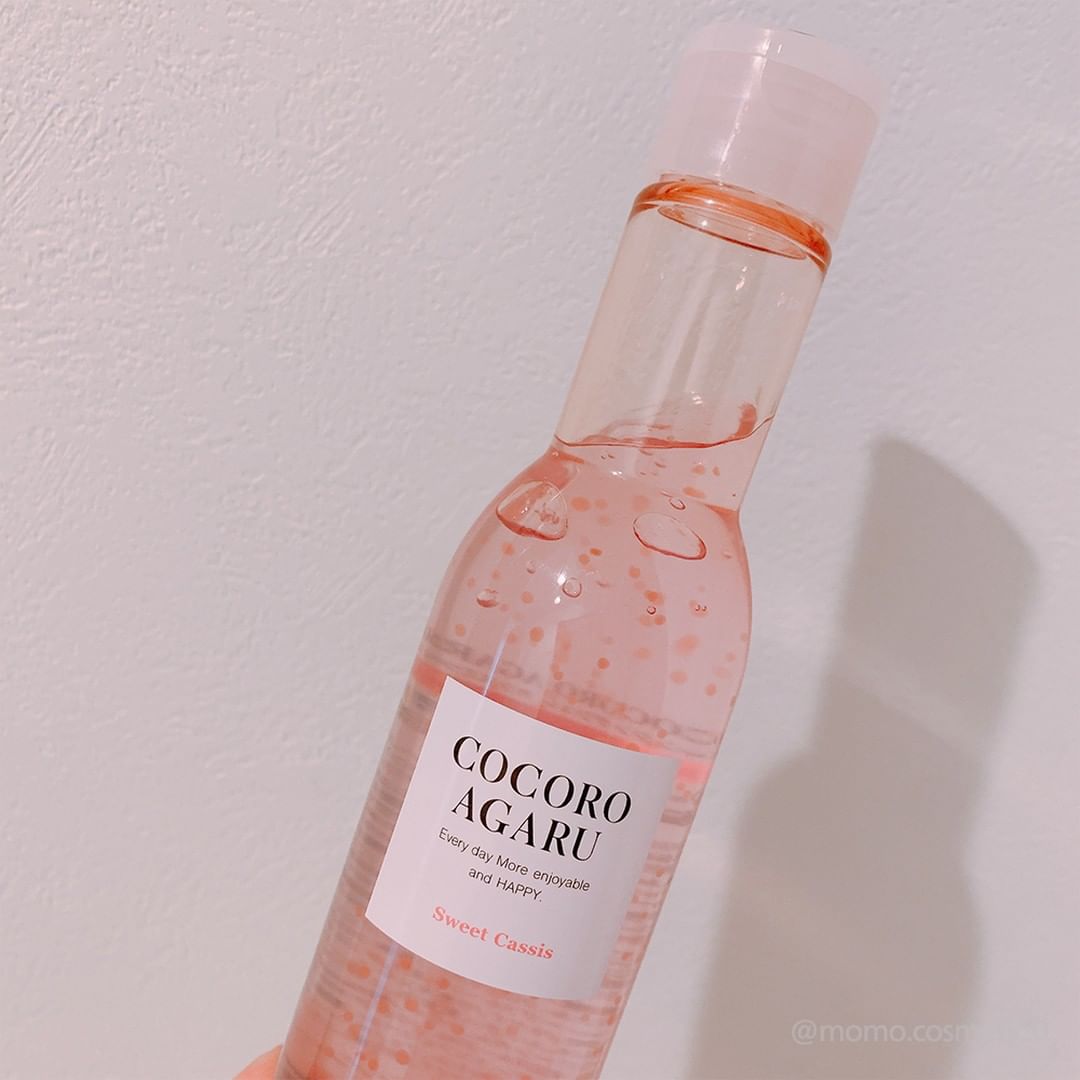 COCORO
AGARU
Every day More enjoyable
and HAPPY.
Sweet Cassis